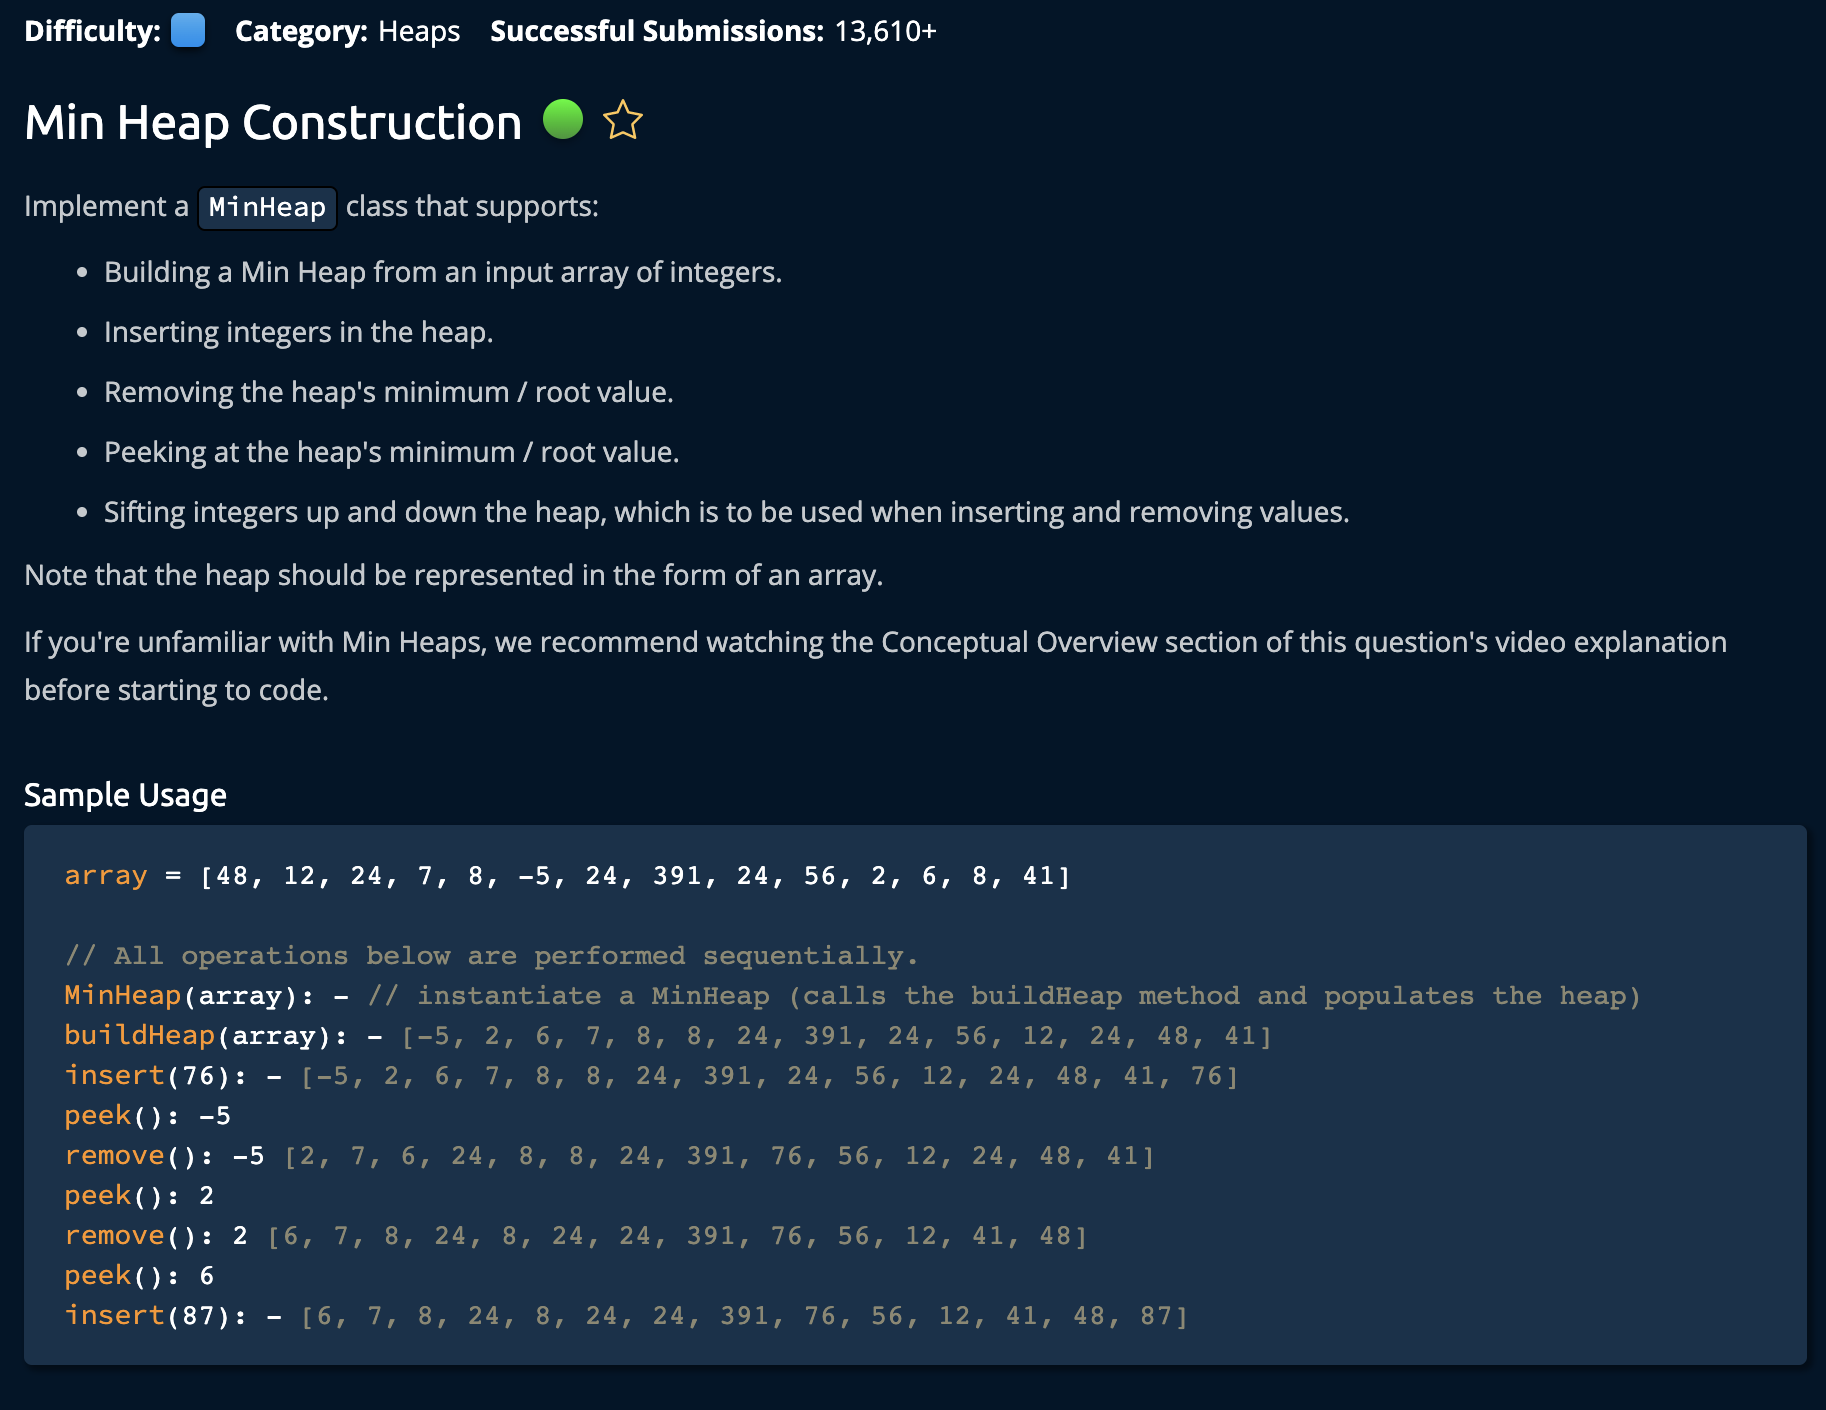 Difficulty: Category: Heaps Successful Submissions: 13,610+
Min Heap Construction
Implement a MinHeap class that supports:
• Building a Min Heap from an input array of integers.
• Inserting integers in the heap.
• Removing the heap's minimum / root value.
• Peeking at the heap's minimum / root value.
• Sifting integers up and down the heap, which is to be used when inserting and removing values.
Note that the heap should be represented in the form of an array.
If you're unfamiliar with Min Heaps, we recommend watching the Conceptual Overview section of this question's video explanation
before starting to code.
Sample Usage
array = [48, 12, 24, 7, 8, -5, 24, 391, 24, 56, 2, 6, 8, 41]
// All operations below are performed sequentially.
MinHeap(array): - // instantiate a MinHeap (calls the buildHeap method and populates the heap)
buildHeap(array): - [-5, 2, 6, 7, 8, 8, 24, 391, 24, 56, 12, 24, 48, 41]
insert(76): - [-5, 2, 6, 7, 8, 8, 24, 391, 24, 56, 12, 24, 48, 41, 76]
peek(): -5
remove(): -5 [2, 7, 6, 24, 8, 8, 24, 391, 76, 56, 12, 24, 48, 41]
peek(): 2
remove(): 2 [6, 7, 8, 24, 8, 24, 24, 391, 76, 56, 12, 41, 48]
peek(): 6
insert(87): - [6, 7, 8, 24, 8, 24, 24, 391, 76, 56, 12, 41, 48, 87]